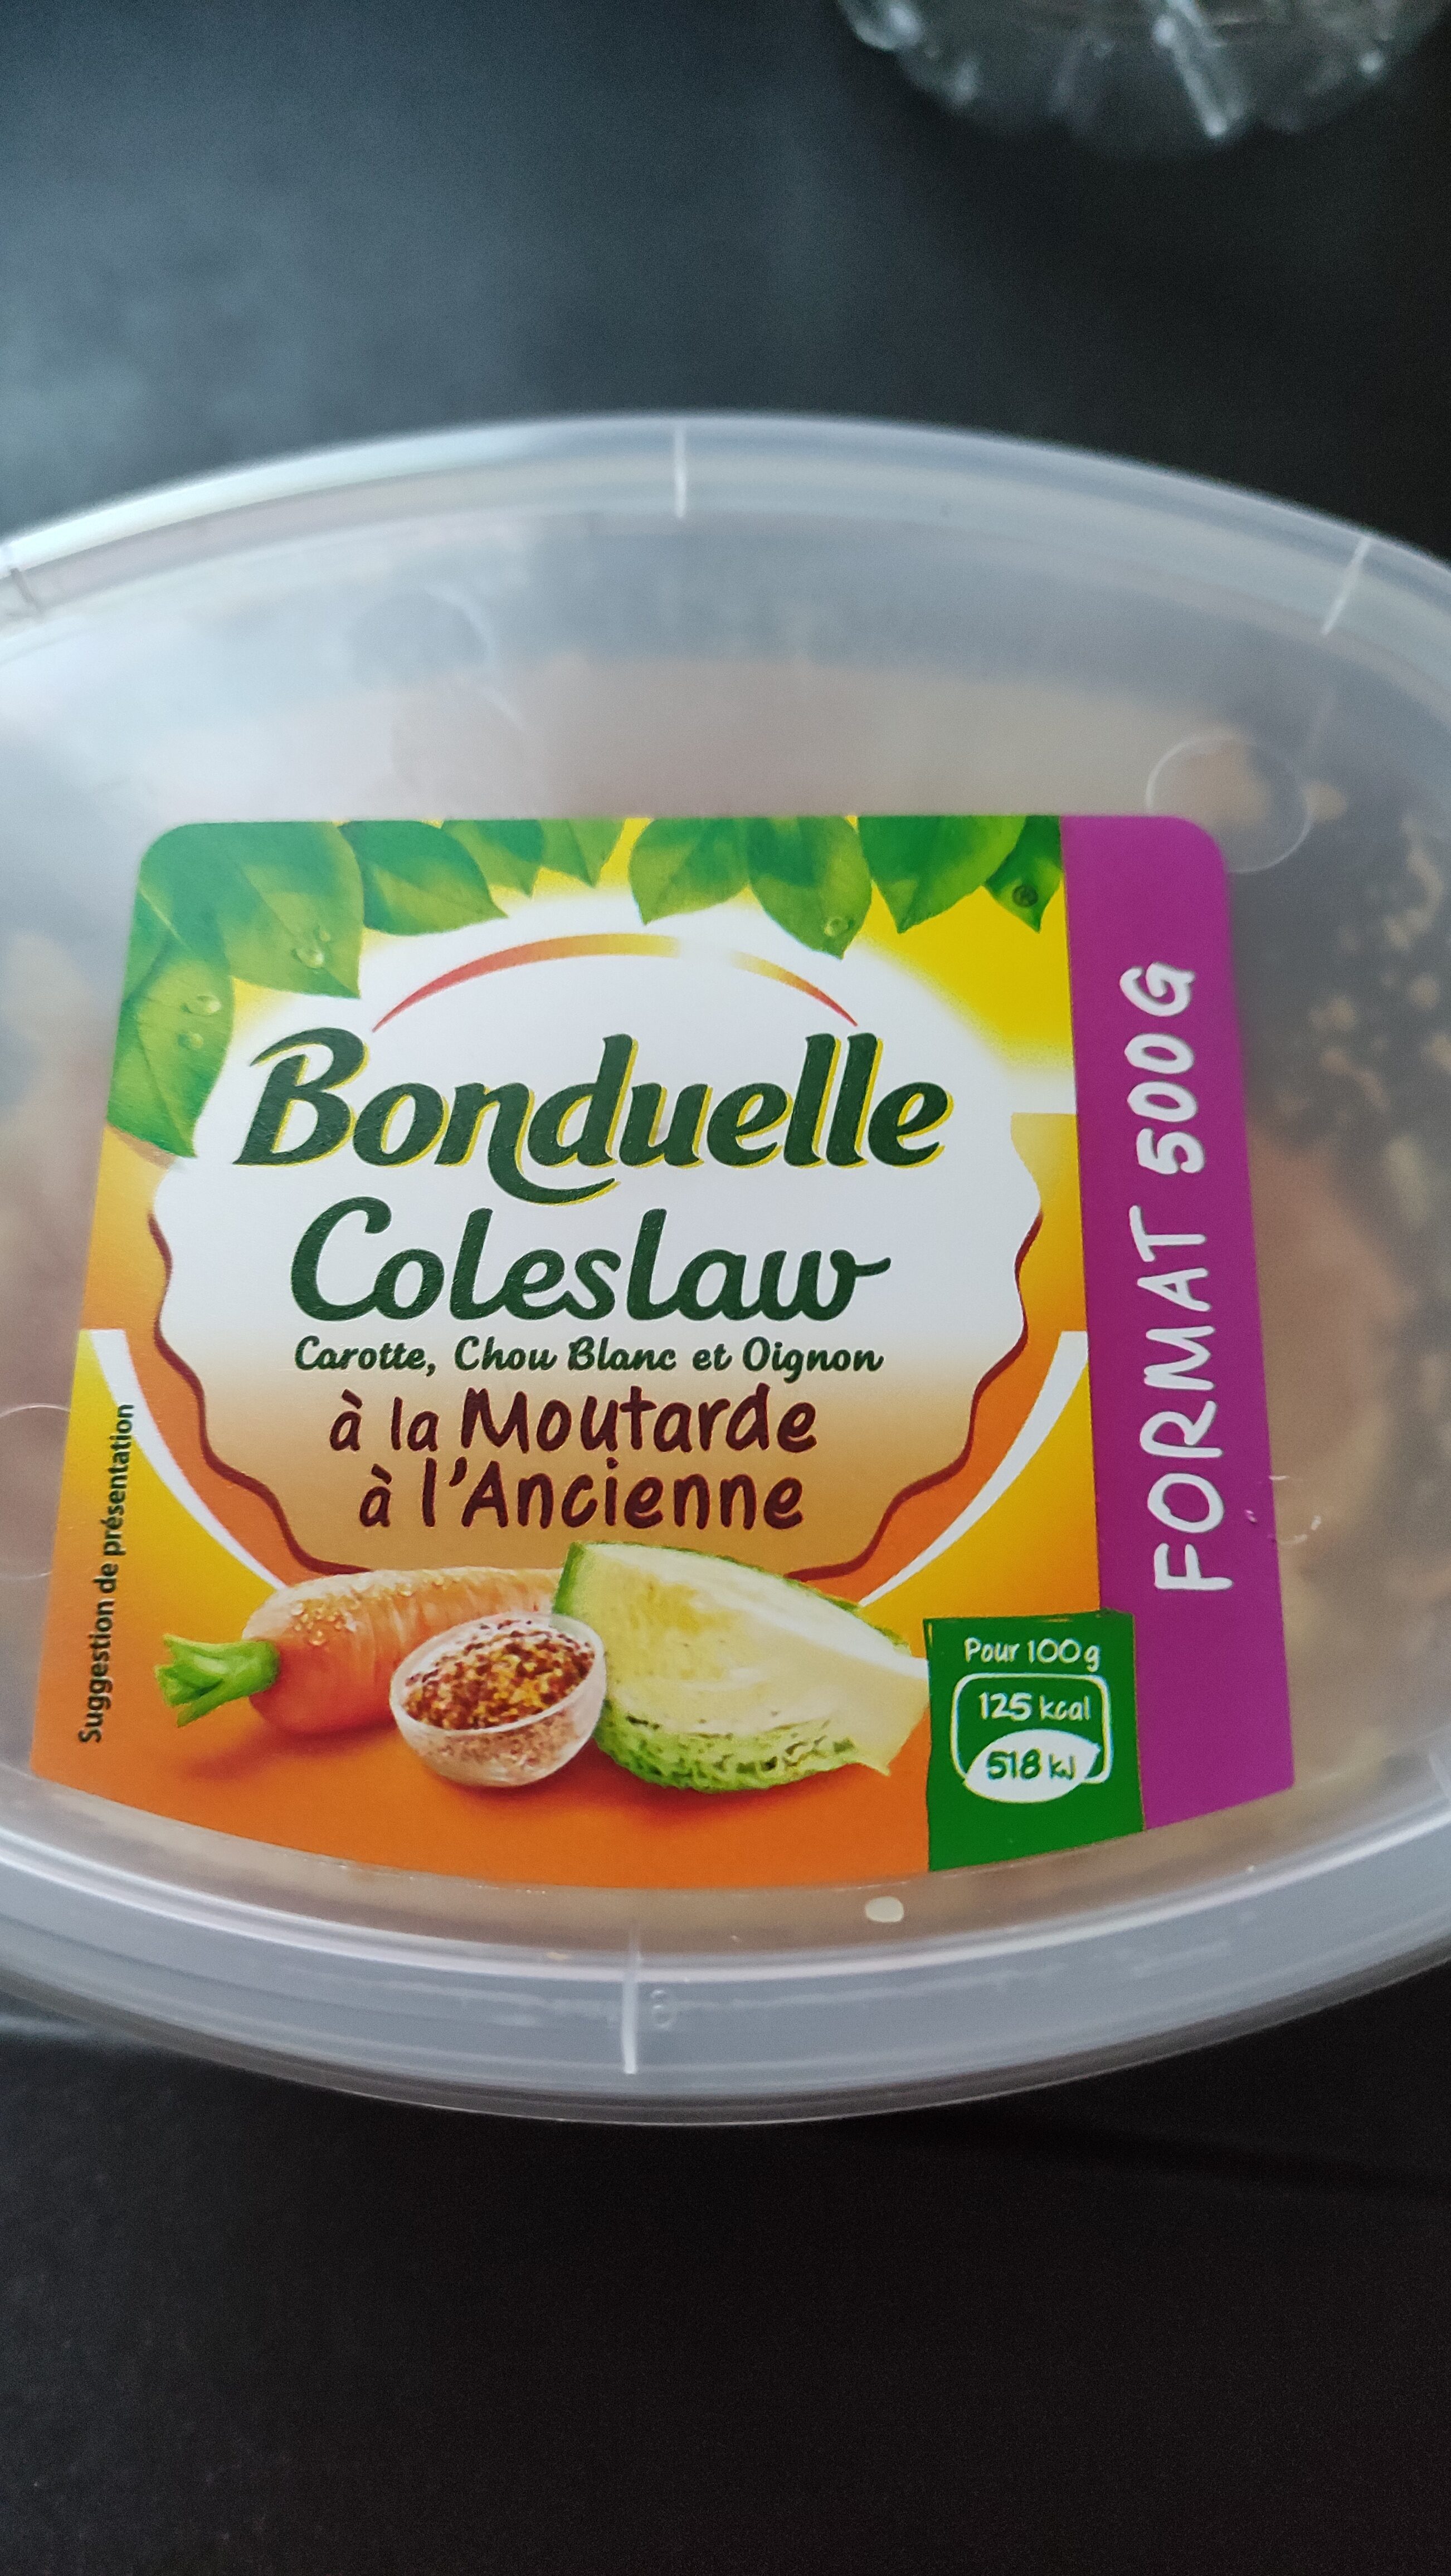 Bonduelle
Coleslaw
Carotte, Chou Blanc et Oignon
à la Moutarde
à l'Ancienne
Suggestion de présentation
FORMAT 500G
Pour 100g
125 kcal
518 kJ
8
®